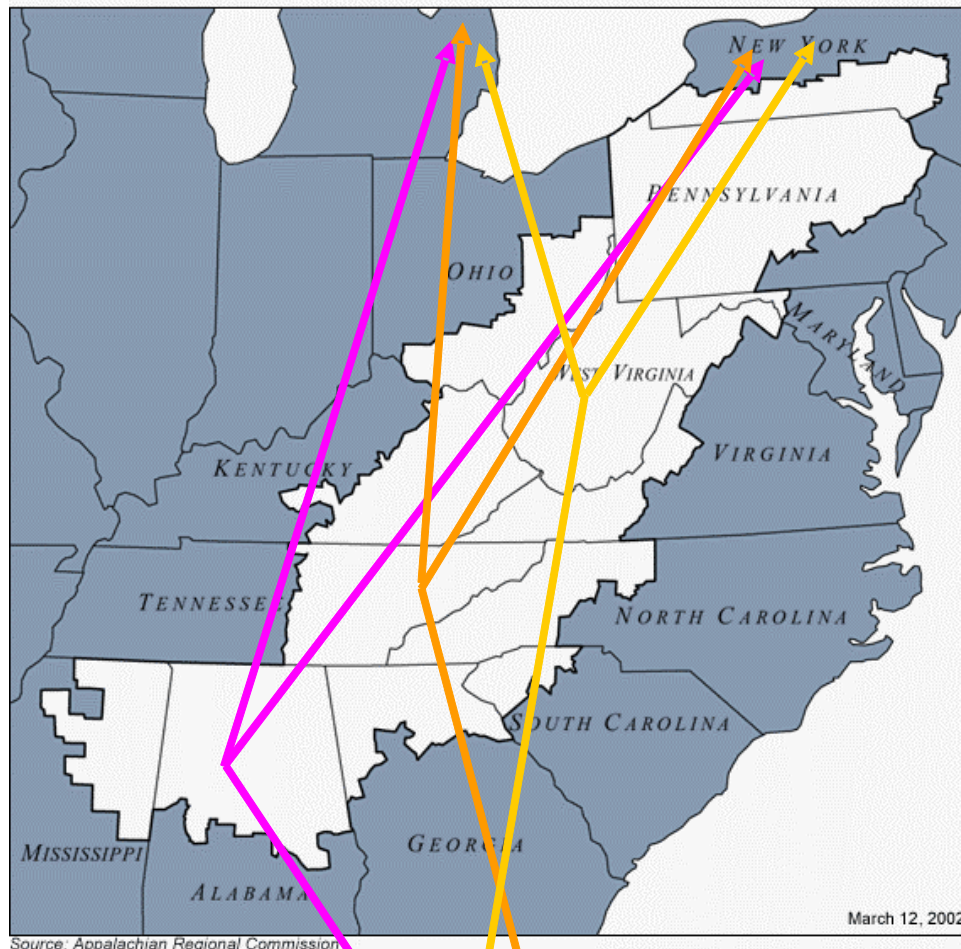 NEW YORK
PENNSYLVANIA
OHIO
MARYLAND
WEST VIRGINIA
VIRGINIA
KENTUCKY
TENNESSEE
NORTH CAROLINA
SOUTH CAROLINA
GEORGIA
MISSISSIPPI
ALABAMA
March 12, 2002
Source: Appalachian Regional Commission